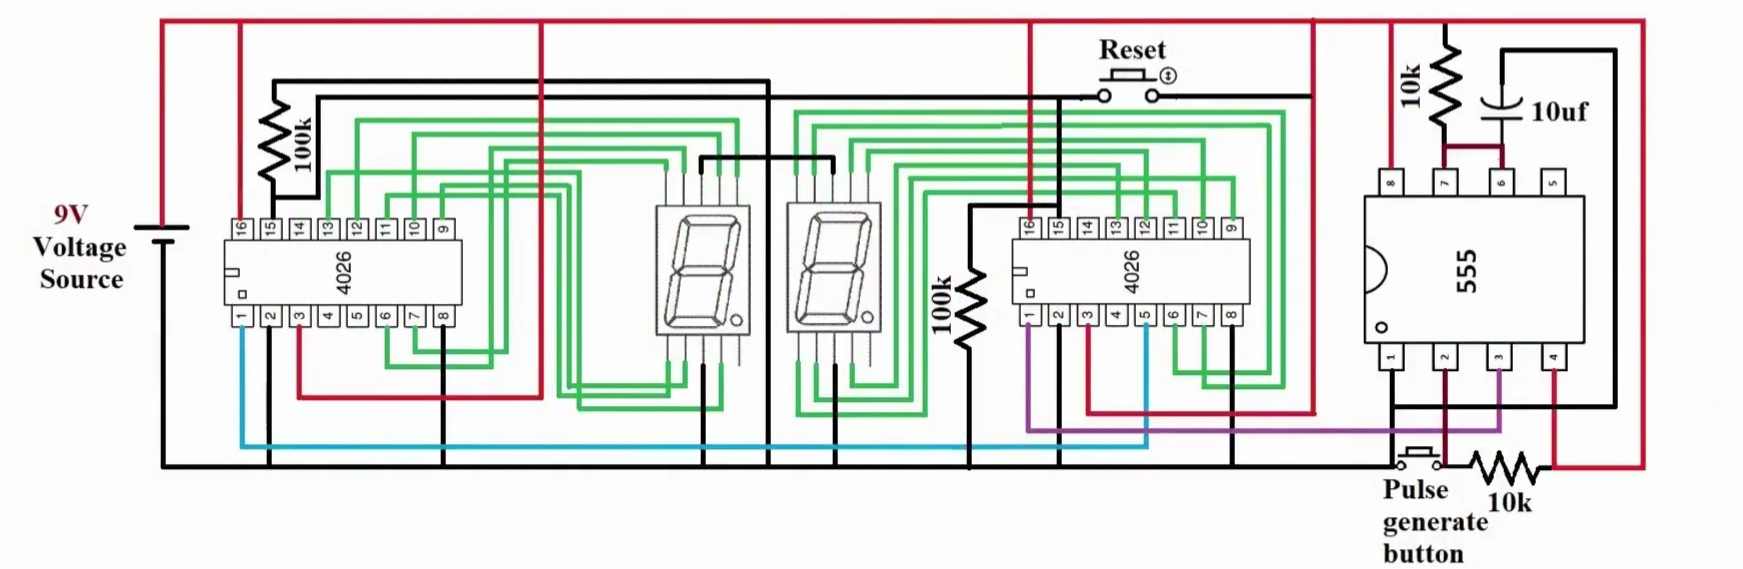 Reset
10k
10uf
100k
9V
Voltage
Source
16 15 14 13 12 11 10 9
4026
1 2 3 4 5 6 7 8
100k
16 15 14 13 12 11 10 9
4026
1 2 3 4 5 6 7 8
8 7 6 5
555
1 2 3 4
Pulse
generate
button
10k